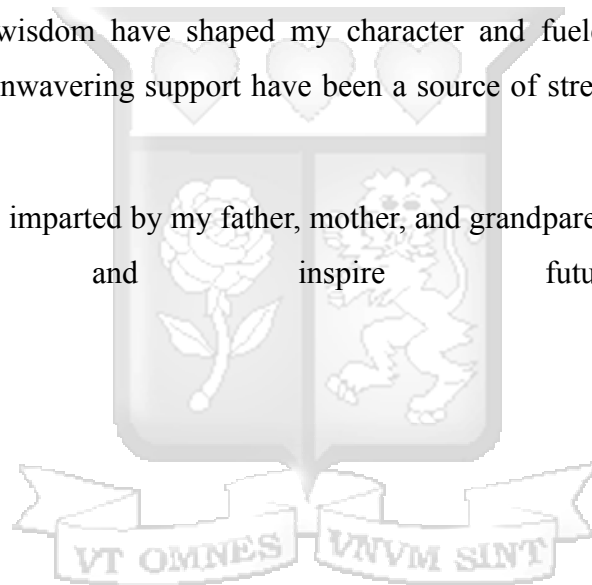 wisdom have shaped my character and fuele
nwavering support have been a source of stre
imparted by my father, mother, and grandpare
and inspire futu
VT OMNES VNVM SINT